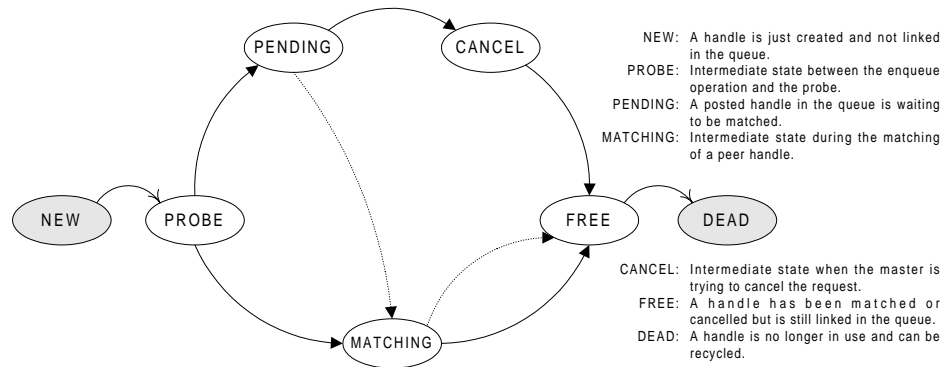 PENDING
CANCEL
NEW: A handle is just created and not linked
in the queue.
PROBE: Intermediate state between the enqueue
operation and the probe.
PENDING: A posted handle in the queue is waiting
to be matched.
MATCHING: Intermediate state during the matching
of a peer handle.
NEW
PROBE
FREE
DEAD
MATCHING
CANCEL: Intermediate state when the master is
trying to cancel the request.
FREE: A handle has been matched or
cancelled but is still linked in the queue.
DEAD: A handle is no longer in use and can be
recycled.